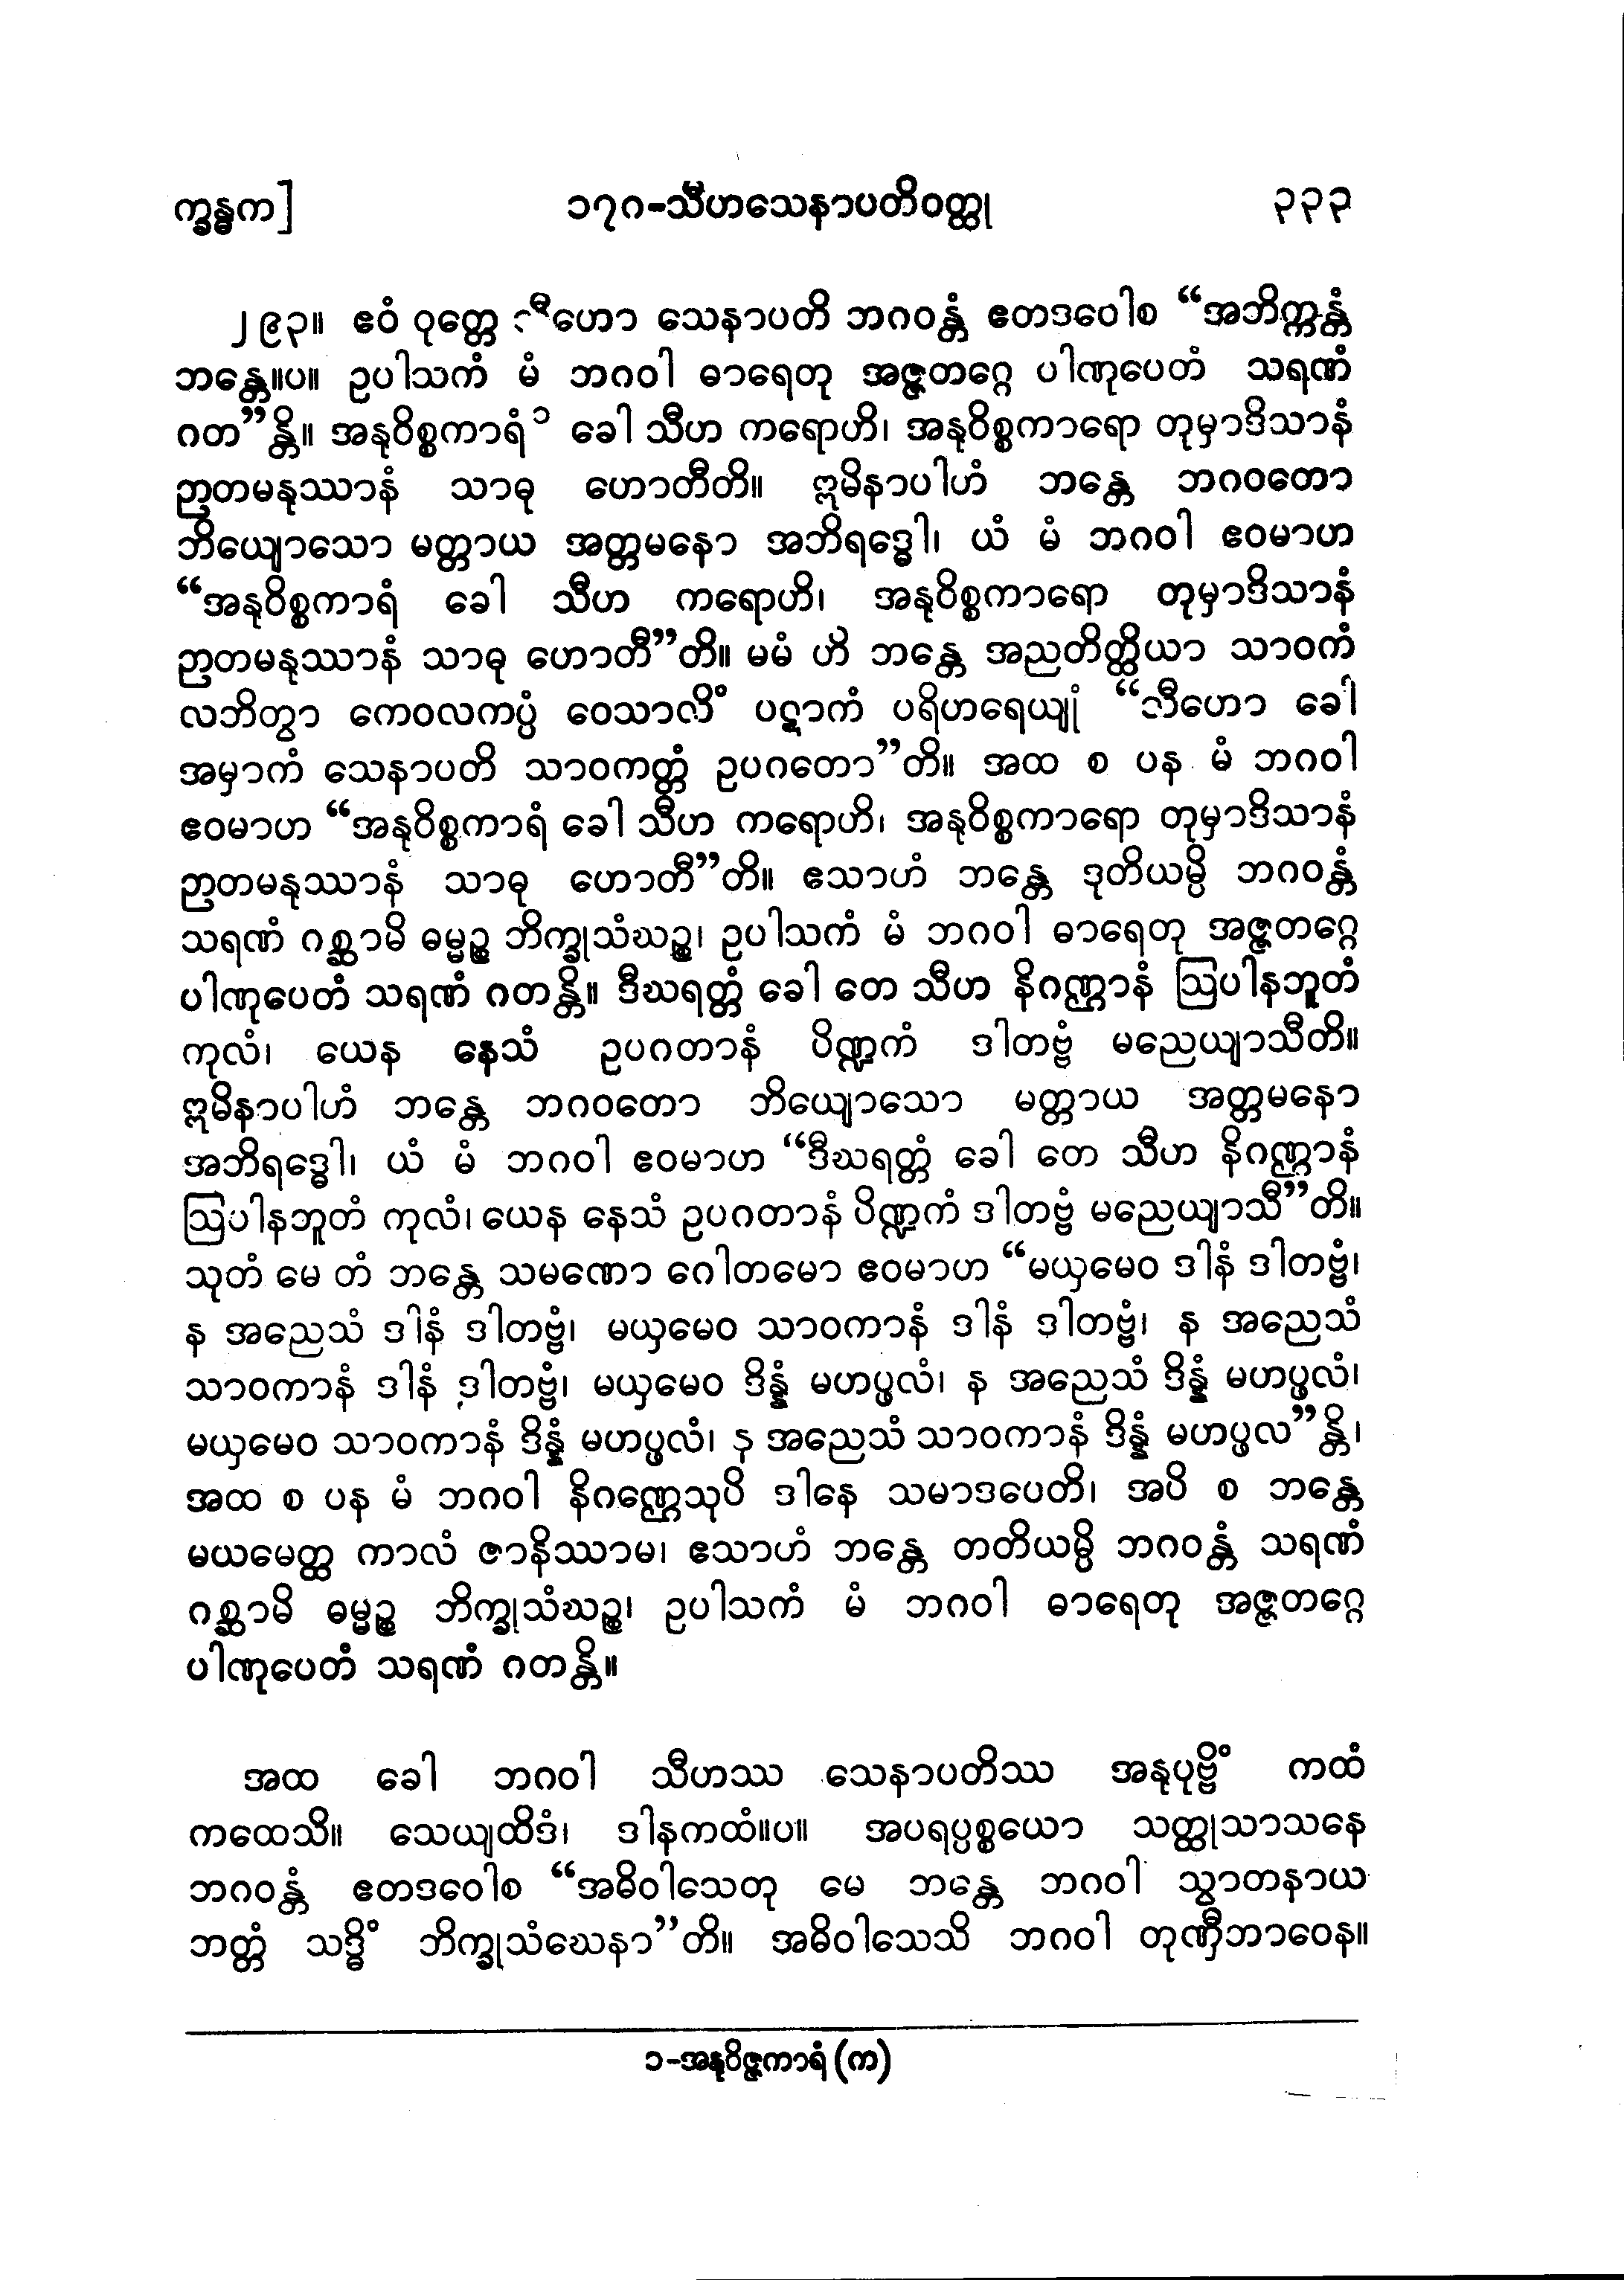 က္ခန္ဓက]
၁၇၈-သီဟသေနာပတိဝတ္ထု
၃၃၃
၂၉၃။ ဧဝံ ဝုတ္တေ သီဟော သေနာပတိ ဘဂဝန္တံ ဧတဒဝေါစ “အဘိက္ကန္တံ
ဘန္တေ။ပ။ ဥပါသကံ မံ ဘဂဝါ ဓာရေတု အဇ္ဇတဂ္ဂေ ပါဏုပေတံ သရဏံ
ဂတ”န္တိ။ အနုဝိစ္စကာရံ၁ ခေါ သီဟ ကရောဟိ၊ အနုဝိစ္စကာရော တုမှာဒိသာနံ
ဉာတမနုဿာနံ သာဓု ဟောတီတိ။ ဣမိနာပါဟံ ဘန္တေ ဘဂဝတော
ဘိယျောသော မတ္တာယ အတ္တမနော အဘိရဒ္ဓေါ၊ ယံ မံ ဘဂဝါ ဧဝမာဟ
“အနုဝိစ္စကာရံ ခေါ သီဟ ကရောဟိ၊ အနုဝိစ္စကာရော တုမှာဒိသာနံ
ဉာတမနုဿာနံ သာဓု ဟောတီ”တိ။ မမံ ဟိ ဘန္တေ အညတိတ္ထိယာ သာဝကံ
လဘိတွာ ကေဝလကပ္ပံ ဝေသာလိံ ပဋာကံ ပရိဟရေယျုံ “သီဟော ခေါ
အမှာကံ သေနာပတိ သာဝကတ္တံ ဥပဂတော”တိ။ အထ စ ပန မံ ဘဂဝါ
ဧဝမာဟ “အနုဝိစ္စကာရံ ခေါ သီဟ ကရောဟိ၊ အနုဝိစ္စကာရော တုမှာဒိသာနံ
ဉာတမနုဿာနံ သာဓု ဟောတီ”တိ။ ဧသာဟံ ဘန္တေ ဒုတိယမ္ပိ ဘဂဝန္တံ
သရဏံ ဂစ္ဆာမိ ဓမ္မဉ္စ ဘိက္ခုသံဃဉ္စ၊ ဥပါသကံ မံ ဘဂဝါ ဓာရေတု အဇ္ဇတဂ္ဂေ
ပါဏုပေတံ သရဏံ ဂတန္တိ။ ဒီဃရတ္တံ ခေါ တေ သီဟ နိဂဏ္ဌာနံ ဩပါနဘူတံ
ကုလံ၊ ယေန နေသံ ဥပဂတာနံ ပိဏ္ဍကံ ဒါတဗ္ဗံ မညေယျာသီတိ။
ဣမိနာပါဟံ ဘန္တေ ဘဂဝတော ဘိယျောသော မတ္တာယ အတ္တမနော
အဘိရဒ္ဓေါ၊ ယံ မံ ဘဂဝါ ဧဝမာဟ “ဒီဃရတ္တံ ခေါ တေ သီဟ နိဂဏ္ဌာနံ
ဩပါနဘူတံ ကုလံ၊ ယေန နေသံ ဥပဂတာနံ ပိဏ္ဍကံ ဒါတဗ္ဗံ မညေယျာသီ”တိ။
သုတံ မေ တံ ဘန္တေ သမဏော ဂေါတမော ဧဝမာဟ “မယှမေဝ ဒါနံ ဒါတဗ္ဗံ၊
န အညေသံ ဒါနံ ဒါတဗ္ဗံ၊ မယှမေဝ သာဝကာနံ ဒါနံ ဒါတဗ္ဗံ၊ န အညေသံ
သာဝကာနံ ဒါနံ ဒါတဗ္ဗံ၊ မယှမေဝ ဒိန္နံ မဟပ္ဖလံ၊ န အညေသံ ဒိန္နံ မဟပ္ဖလံ၊
မယှမေဝ သာဝကာနံ ဒိန္နံ မဟပ္ဖလံ၊ န အညေသံ သာဝကာနံ ဒိန္နံ မဟပ္ဖလ”န္တိ၊
အထ စ ပန မံ ဘဂဝါ နိဂဏ္ဌေသုပိ ဒါနေ သမာဒပေတိ၊ အပိ စ ဘန္တေ
မယမေတ္ထ ကာလံ ဇာနိဿာမ၊ ဧသာဟံ ဘန္တေ တတိယမ္ပိ ဘဂဝန္တံ သရဏံ
ဂစ္ဆာမိ ဓမ္မဉ္စ ဘိက္ခုသံဃဉ္စ၊ ဥပါသကံ မံ ဘဂဝါ ဓာရေတု အဇ္ဇတဂ္ဂေ
ပါဏုပေတံ သရဏံ ဂတန္တိ။
အထ ခေါ ဘဂဝါ သီဟဿ သေနာပတိဿ အနုပုဗ္ဗိံ ကထံ
ကထေသိ။ သေယျထိဒံ၊ ဒါနကထံ။ပ။ အပရပ္ပစ္စယော သတ္ထုသာသနေ
ဘဂဝန္တံ ဧတဒဝေါစ “အဓိဝါသေတု မေ ဘန္တေ ဘဂဝါ သွာတနာယ
ဘတ္တံ သဒ္ဓိံ ဘိက္ခုသံဃေနာ”တိ။ အဓိဝါသေသိ ဘဂဝါ တုဏှီဘာဝေန။
၁-အနုဝိဇ္ဇကာရံ (က)